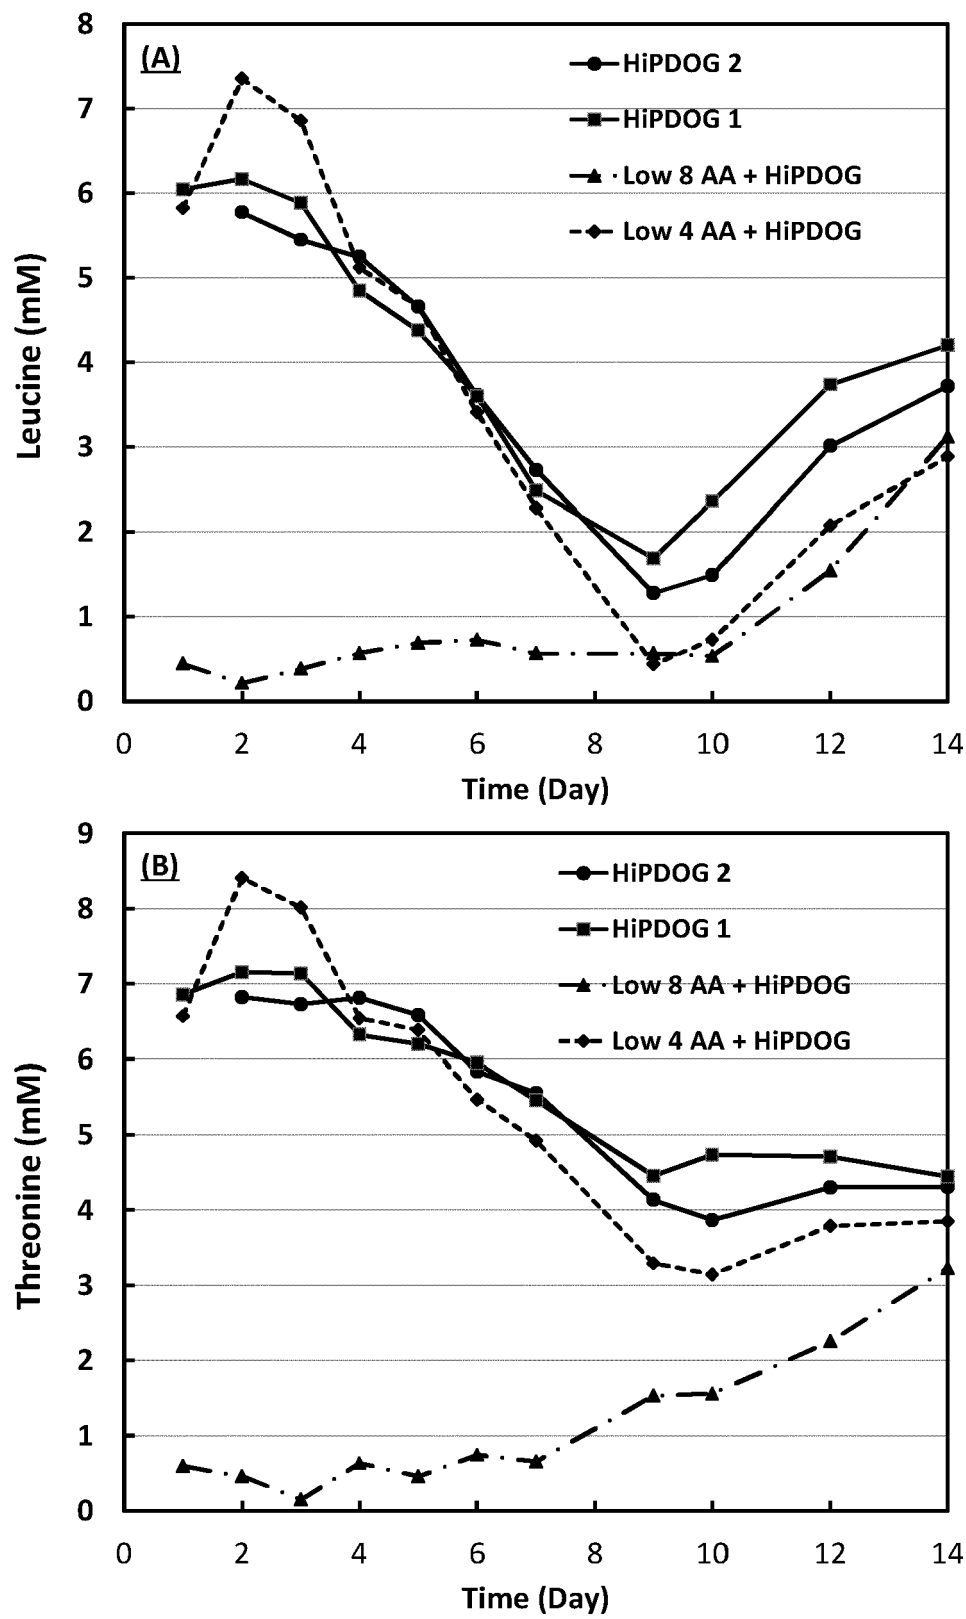 (A)
HiPDOG 2
HiPDOG 1
Low 8 AA + HiPDOG
Low 4 AA + HiPDOG
Leucine (mM)
8
7
6
5
4
3
2
1
0
0 2 4 6 8 10 12 14
Time (Day)
(B)
HiPDOG 2
HiPDOG 1
Low 8 AA + HiPDOG
Low 4 AA + HiPDOG
Threonine (mM)
9
8
7
6
5
4
3
2
1
0
0 2 4 6 8 10 12 14
Time (Day)